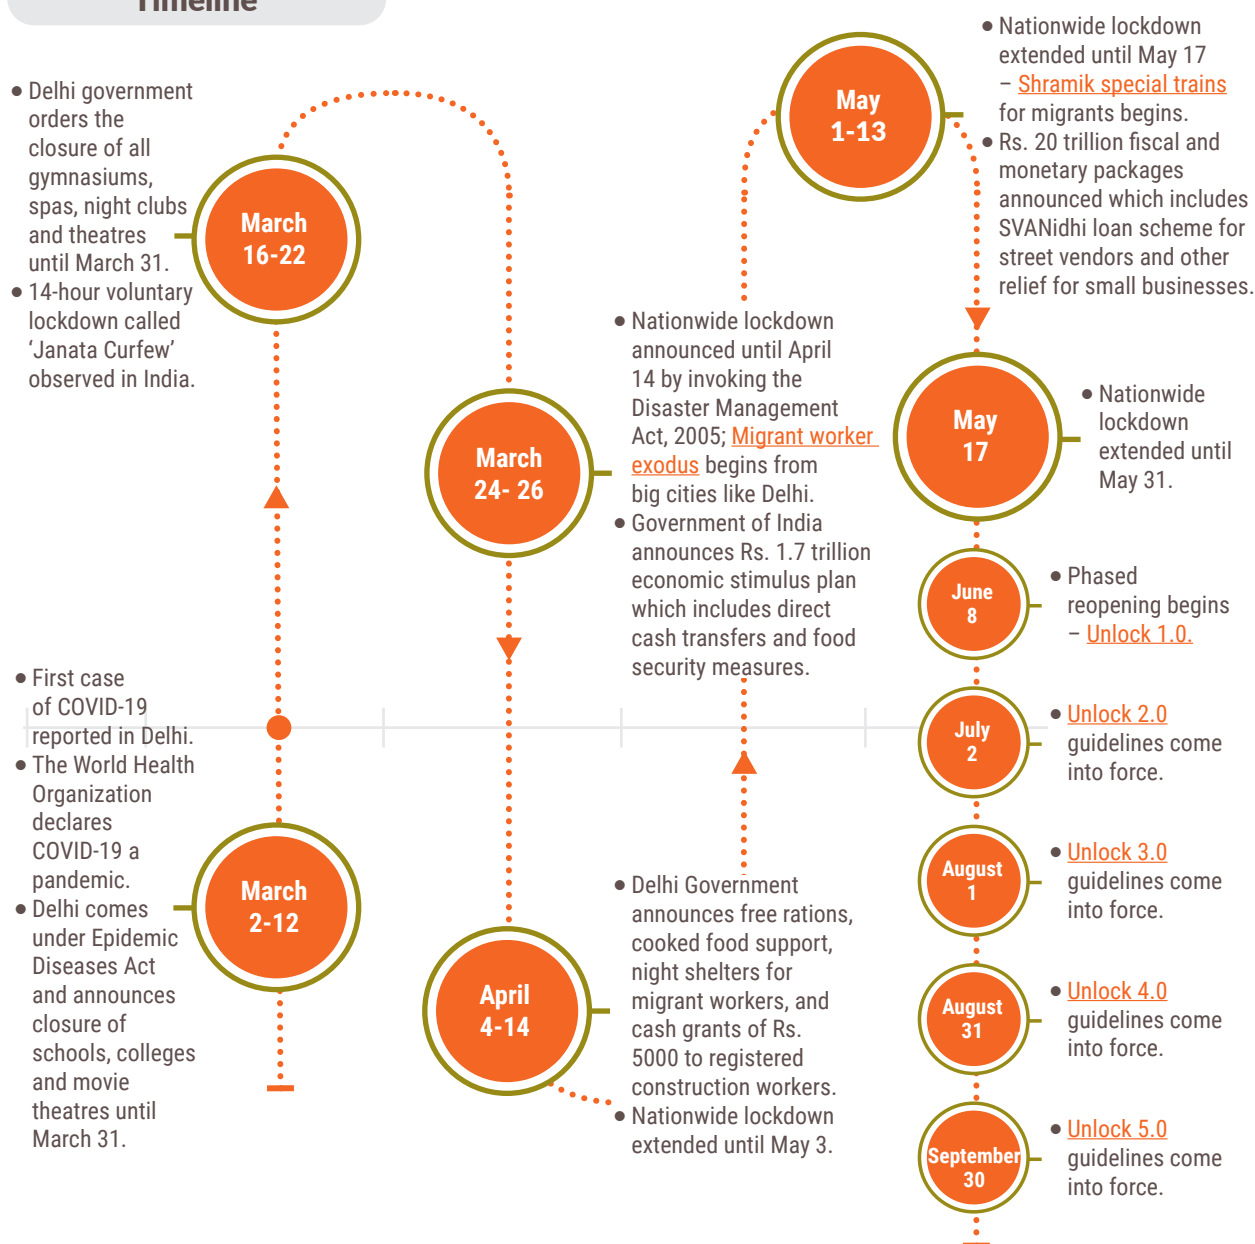 Timeline
● First case
of COVID-19
reported in Delhi.
● The World Health
Organization
declares
COVID-19 a
pandemic.
● Delhi comes
under Epidemic
Diseases Act
and announces
closure of
schools, colleges
and movie
theatres until
March 31.
March
2-12
● Delhi government
orders the
closure of all
gymnasiums,
spas, night clubs
and theatres
until March 31.
● 14-hour voluntary
lockdown called
‘Janata Curfew’
observed in India.
March
16-22
March
24- 26
● Nationwide lockdown
announced until April
14 by invoking the
Disaster Management
Act, 2005; Migrant worker
exodus begins from
big cities like Delhi.
● Government of India
announces Rs. 1.7 trillion
economic stimulus plan
which includes direct
cash transfers and food
security measures.
April
4-14
● Delhi Government
announces free rations,
cooked food support,
night shelters for
migrant workers, and
cash grants of Rs.
5000 to registered
construction workers.
● Nationwide lockdown
extended until May 3.
May
1-13
● Nationwide lockdown
extended until May 17
– Shramik special trains
for migrants begins.
● Rs. 20 trillion fiscal and
monetary packages
announced which includes
SVANidhi loan scheme for
street vendors and other
relief for small businesses.
May
17
● Nationwide
lockdown
extended until
May 31.
June
8
● Phased
reopening begins
– Unlock 1.0.
July
2
● Unlock 2.0
guidelines come
into force.
August
1
● Unlock 3.0
guidelines come
into force.
August
31
● Unlock 4.0
guidelines come
into force.
September
30
● Unlock 5.0
guidelines come
into force.